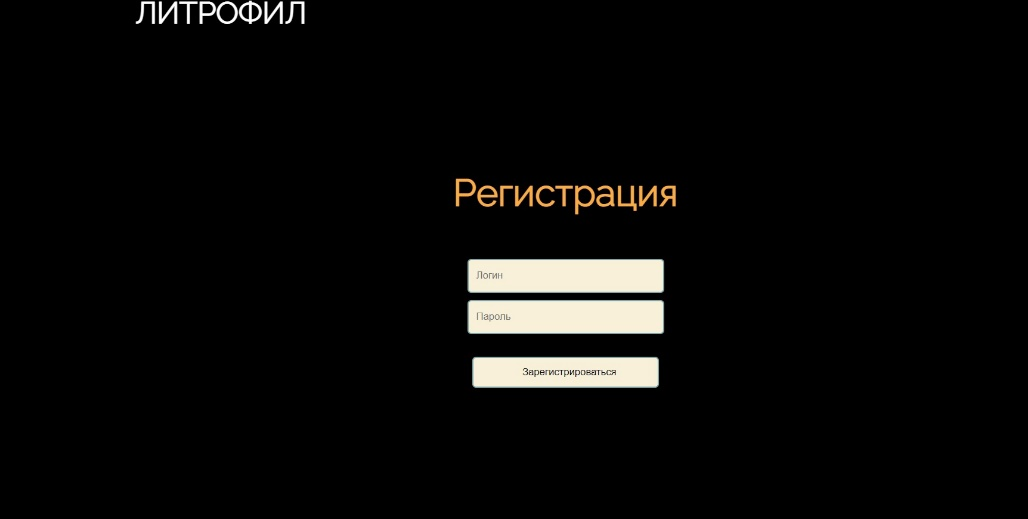 ЛИТРОФИЛ
Регистрация
Логин
Пароль
Зарегистрироваться